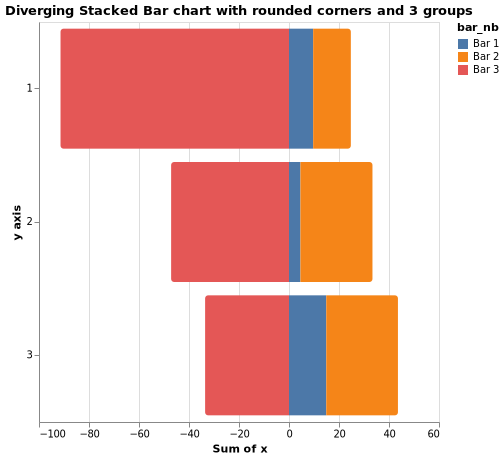 Diverging Stacked Bar chart with rounded corners and 3 groups
bar_nb
Bar 1
Bar 2
Bar 3
y axis
1
2
3
−100 −80 −60 −40 −20 0 20 40 60
Sum of x